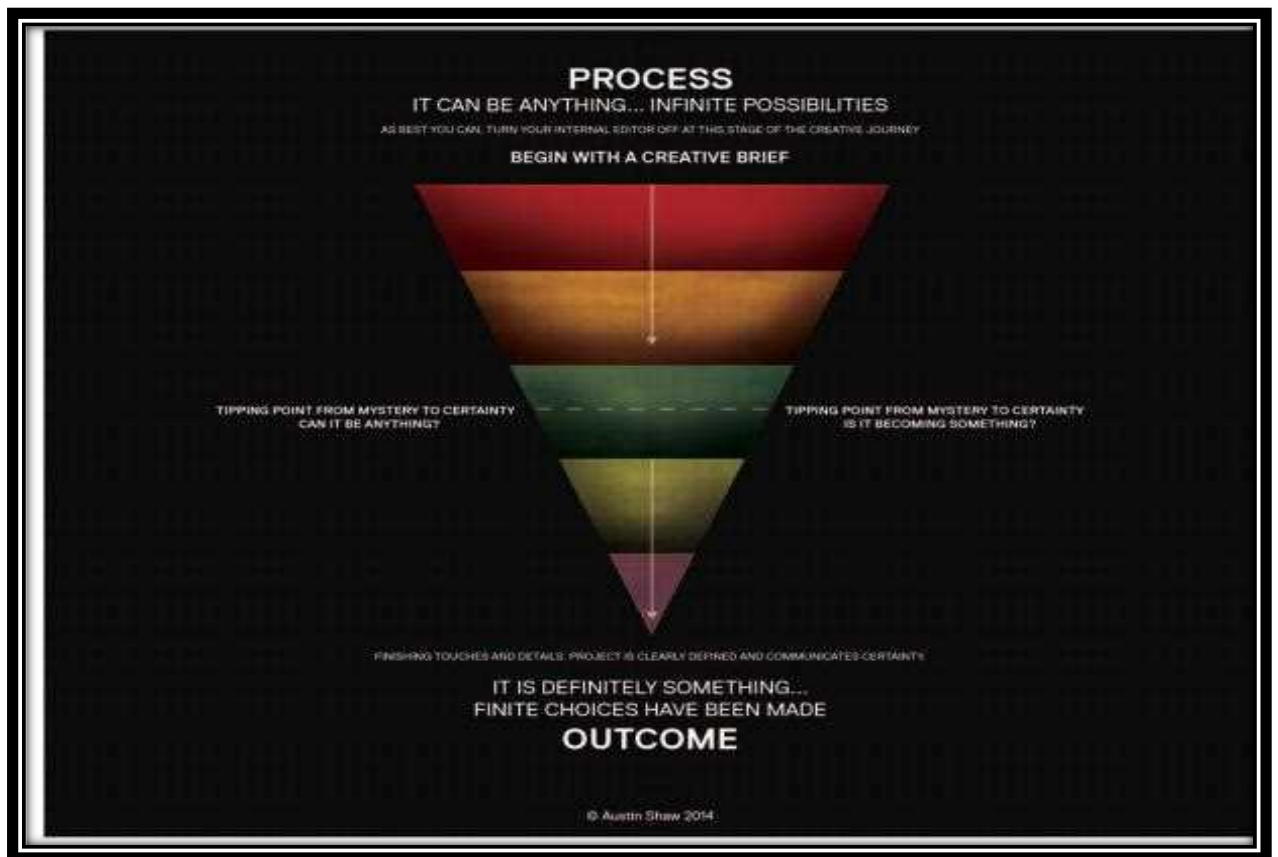 PROCESS
IT CAN BE ANYTHING... INFINITE POSSIBILITIES
AS BEST YOU CAN, TURN YOUR INTERNAL EDITOR OFF AT THIS STAGE OF THE CREATIVE JOURNEY
BEGIN WITH A CREATIVE BRIEF
TIPPING POINT FROM MYSTERY TO CERTAINTY
CAN IT BE ANYTHING?
TIPPING POINT FROM MYSTERY TO CERTAINTY
IS IT BECOMING SOMETHING?
FINISHING TOUCHES AND DETAILS. PROJECT IS CLEARLY DEFINED AND COMMUNICATES CERTAINTY
IT IS DEFINITELY SOMETHING...
FINITE CHOICES HAVE BEEN MADE
OUTCOME
© Austin Shaw 2014